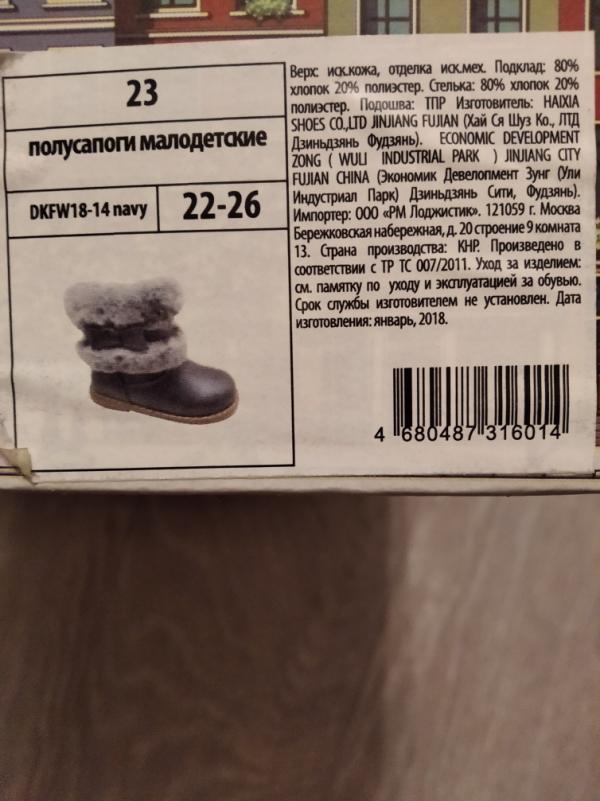 23
полусапоги малодетские
DKFW18-14 navy
22-26
Верх: иск.кожа, отделка иск.мех. Подклад: 80%
хлопок 20% полиэстер. Стелька: 80% хлопок 20%
полиэстер. Подошва: ТПР Изготовитель: HAIXIA
SHOES CO.,LTD JINJIANG FUJIAN (Хай Ся Шуз Ко., ЛТД
Дзиньдзянь Фудзянь). ECONOMIC DEVELOPMENT
ZONG ( WULI INDUSTRIAL PARK ) JINJIANG CITY
FUJIAN CHINA (Экономик Девелопмент Зунг (Ули
Индустриал Парк) Дзиньдзянь Сити, Фудзянь).
Импортер: ООО «РМ Лоджистик». 121059 г. Москва
Бережковская набережная, д. 20 строение 9 комната
13. Страна производства: КНР. Произведено в
соответствии с ТР ТС 007/2011. Уход за изделием:
см. памятку по уходу и эксплуатацией за обувью.
Срок службы изготовителем не установлен. Дата
изготовления: январь, 2018.
4 680487 316014